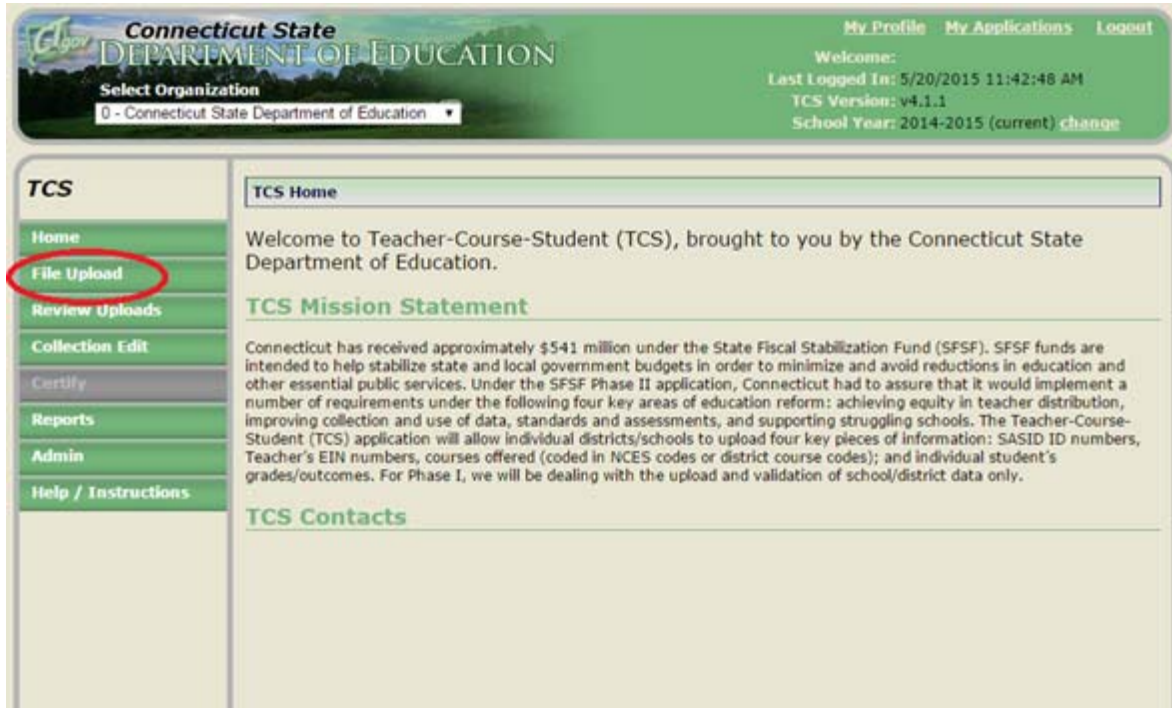 CT.gov
Connecticut State
DEPARTMENT OF EDUCATION
Select Organization
0 - Connecticut State Department of Education
My Profile My Applications Logout
Welcome:
Last Logged In: 5/20/2015 11:42:48 AM
TCS Version: v4.1.1
School Year: 2014-2015 (current) change
TCS
Home
File Upload
Review Uploads
Collection Edit
Certify
Reports
Admin
Help / Instructions
TCS Home
Welcome to Teacher-Course-Student (TCS), brought to you by the Connecticut State
Department of Education.
TCS Mission Statement
Connecticut has received approximately $541 million under the State Fiscal Stabilization Fund (SFSF). SFSF funds are
intended to help stabilize state and local government budgets in order to minimize and avoid reductions in education and
other essential public services. Under the SFSF Phase II application, Connecticut had to assure that it would implement a
number of requirements under the following four key areas of education reform: achieving equity in teacher distribution,
improving collection and use of data, standards and assessments, and supporting struggling schools. The Teacher-Course-
Student (TCS) application will allow individual districts/schools to upload four key pieces of information: SASID ID numbers,
Teacher's EIN numbers, courses offered (coded in NCES codes or district course codes); and individual student's
grades/outcomes. For Phase I, we will be dealing with the upload and validation of school/district data only.
TCS Contacts